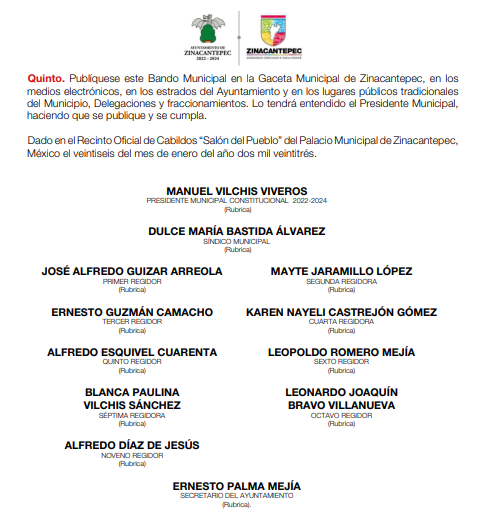 AYUNTAMIENTO DE
ZINACANTEPEC
2022 - 2024
ZINACANTEPEC
Quinto. Publíquese este Bando Municipal en la Gaceta Municipal de Zinacantepec, en los
medios electrónicos, en los estrados del Ayuntamiento y en los lugares públicos tradicionales
del Municipio, Delegaciones y fraccionamientos. Lo tendrá entendido el Presidente Municipal,
haciendo que se publique y se cumpla.
Dado en el Recinto Oficial de Cabildos “Salón del Pueblo” del Palacio Municipal de Zinacantepec,
México el veintiseis del mes de enero del año dos mil veintitrés.
MANUEL VILCHIS VIVEROS
PRESIDENTE MUNICIPAL CONSTITUCIONAL 2022-2024
(Rubrica)
DULCE MARÍA BASTIDA ÁLVAREZ
SÍNDICO MUNICIPAL
(Rubrica)
JOSÉ ALFREDO GUIZAR ARREOLA
PRIMER REGIDOR
(Rubrica)
MAYTE JARAMILLO LÓPEZ
SEGUNDA REGIDORA
(Rubrica)
ERNESTO GUZMÁN CAMACHO
TERCER REGIDOR
(Rubrica)
KAREN NAYELI CASTREJÓN GÓMEZ
CUARTA REGIDORA
(Rubrica)
ALFREDO ESQUIVEL CUARENTA
QUINTO REGIDOR
(Rubrica)
LEOPOLDO ROMERO MEJÍA
SEXTO REGIDOR
(Rubrica)
BLANCA PAULINA
VILCHIS SÁNCHEZ
SÉPTIMA REGIDORA
(Rubrica)
LEONARDO JOAQUÍN
BRAVO VILLANUEVA
OCTAVO REGIDOR
(Rubrica)
ALFREDO DÍAZ DE JESÚS
NOVENO REGIDOR
(Rubrica)
ERNESTO PALMA MEJÍA
SECRETARIO DEL AYUNTAMIENTO
(Rubrica).